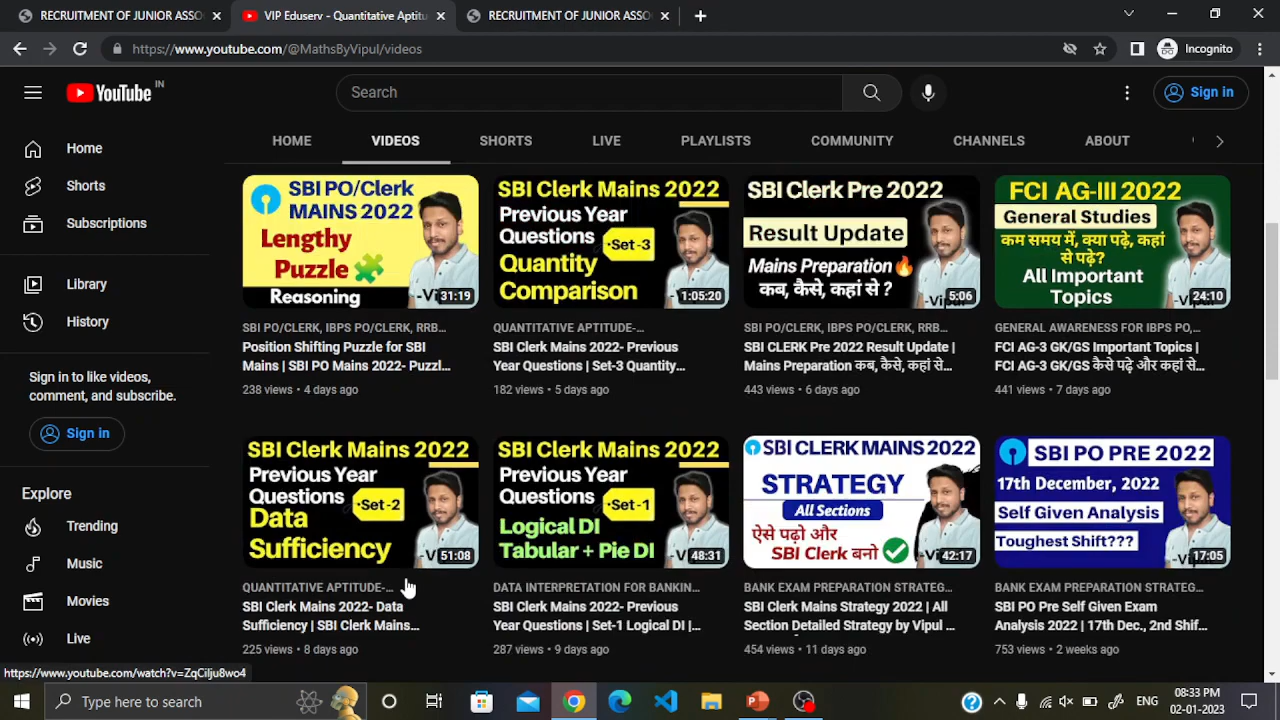 RECRUITMENT OF JUNIOR ASSO
VIP Eduserv - Quantitative Aptitu
RECRUITMENT OF JUNIOR ASSO
https://www.youtube.com/@MathsByVipul/videos
Incognito
YouTube IN
Search
Sign in
HOME
VIDEOS
SHORTS
LIVE
PLAYLISTS
COMMUNITY
CHANNELS
ABOUT
Home
Shorts
Subscriptions
Library
History
Sign in to like videos,
comment, and subscribe.
Sign in
Explore
Trending
Music
Movies
Live
SBI PO/Clerk
MAINS 2022
Lengthy
Puzzle
Reasoning
31:19
SBI PO/CLERK, IBPS PO/CLERK, RRB...
Position Shifting Puzzle for SBI
Mains | SBI PO Mains 2022- Puzzl...
238 views • 4 days ago
SBI Clerk Mains 2022
Previous Year
Questions
Set-3
Quantity
Comparison
1:05:20
QUANTITATIVE APTITUDE-...
SBI Clerk Mains 2022- Previous
Year Questions | Set-3 Quantity...
182 views • 5 days ago
SBI Clerk Pre 2022
Result Update
Mains Preparation
कब, कैसे, कहां से ?
5:06
SBI PO/CLERK, IBPS PO/CLERK, RRB...
SBI CLERK Pre 2022 Result Update |
Mains Preparation कब, कैसे, कहां से...
443 views • 6 days ago
FCI AG-III 2022
General Studies
कम समय में, क्या पढ़े, कहां
से पढ़े?
All Important
Topics
24:10
GENERAL AWARENESS FOR IBPS PO,...
FCI AG-3 GK/GS Important Topics |
FCI AG-3 GK/GS कैसे पढ़े और कहां से...
441 views • 7 days ago
SBI Clerk Mains 2022
Previous Year
Questions
Set-2
Data
Sufficiency
51:08
QUANTITATIVE APTITUDE-...
SBI Clerk Mains 2022- Data
Sufficiency | SBI Clerk Mains...
225 views • 8 days ago
SBI Clerk Mains 2022
Previous Year
Questions
Set-1
Logical DI
Tabular + Pie DI
48:31
DATA INTERPRETATION FOR BANKIN...
SBI Clerk Mains 2022- Previous
Year Questions | Set-1 Logical DI |...
287 views • 9 days ago
SBI CLERK MAINS 2022
STRATEGY
All Sections
ऐसे पढ़ो और
SBI Clerk बनो
42:17
BANK EXAM PREPARATION STRATEG...
SBI Clerk Mains Strategy 2022 | All
Section Detailed Strategy by Vipul ...
454 views • 11 days ago
SBI PO PRE 2022
17th December, 2022
Self Given Analysis
Toughest Shift???
17:05
BANK EXAM PREPARATION STRATEG...
SBI PO Pre Self Given Exam
Analysis 2022 | 17th Dec., 2nd Shif...
753 views • 2 weeks ago
https://www.youtube.com/watch?v=ZqCilju8wo4
Type here to search
ENG
08:33 PM
02-01-2023